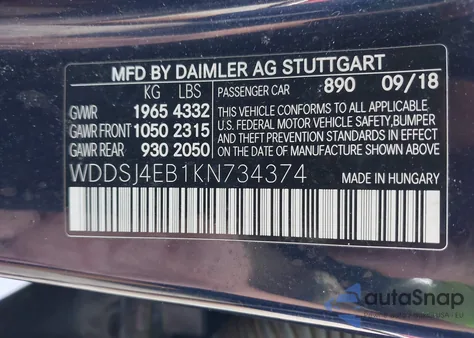 MFD BY DAIMLER AG STUTTGART
KG LBS PASSENGER CAR 890 09/18
GVWR 1965 4332 THIS VEHICLE CONFORMS TO ALL APPLICABLE
GAWR FRONT 1050 2315 U.S. FEDERAL MOTOR VEHICLE SAFETY,BUMPER
GAWR REAR 930 2050 AND THEFT PREVENTION STANDARDS IN EFFECT
ON THE DATE OF MANUFACTURE SHOWN ABOVE.
WDDSJ4EB1KN734374
MADE IN HUNGARY
autoSnap